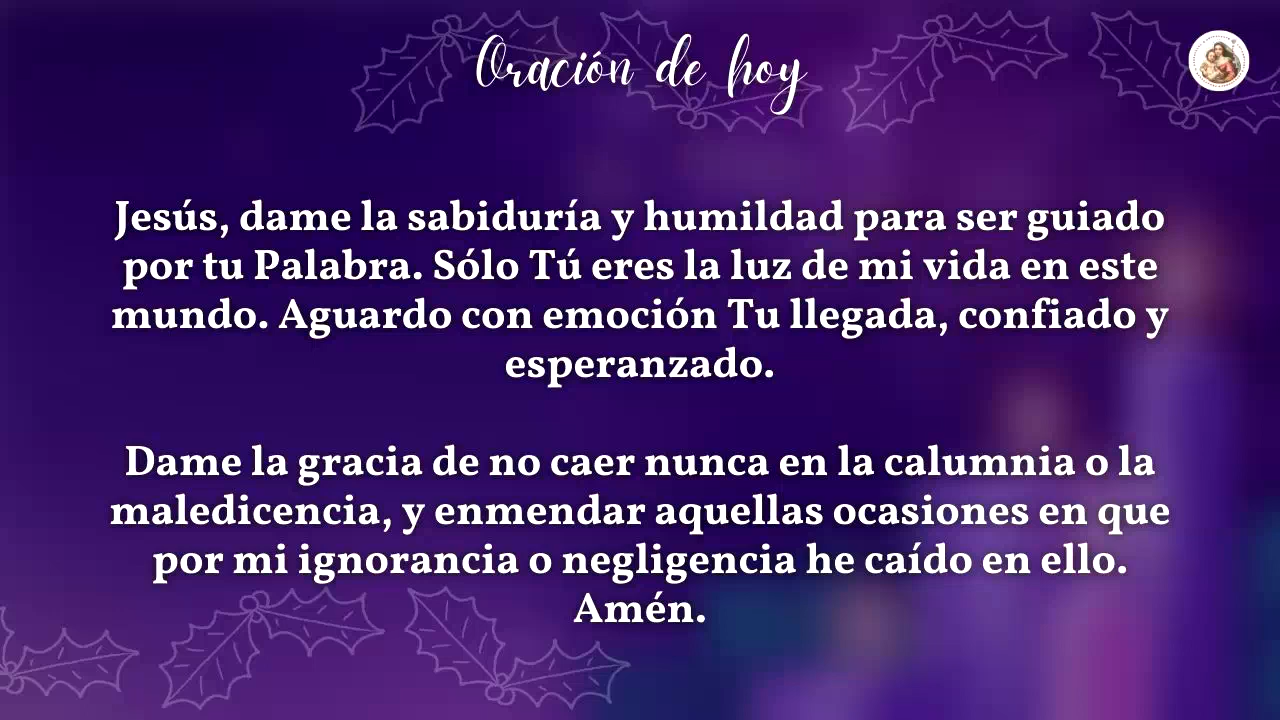 Oración de hoy
Jesús, dame la sabiduría y humildad para ser guiado
por tu Palabra. Sólo Tú eres la luz de mi vida en este
mundo. Aguardo con emoción Tu llegada, confiado y
esperanzado.
Dame la gracia de no caer nunca en la calumnia o la
maledicencia, y enmendar aquellas ocasiones en que
por mi ignorancia o negligencia he caído en ello.
Amén.